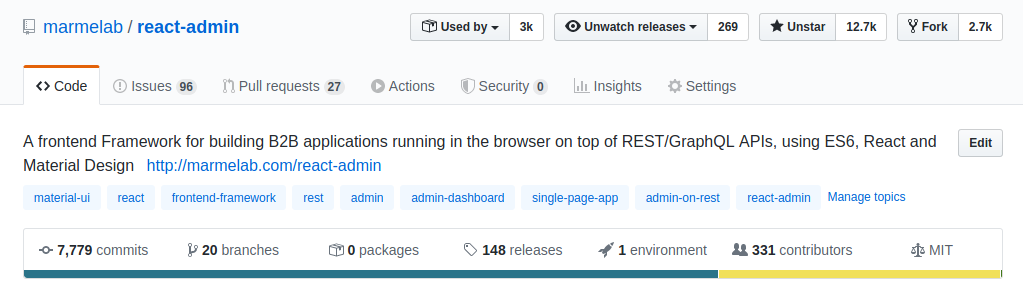 marmelab / react-admin Used by 3k Unwatch releases 269 Unstar 12.7k Fork 2.7k
Code Issues 96 Pull requests 27 Actions Security 0 Insights Settings
A frontend Framework for building B2B applications running in the browser on top of REST/GraphQL APIs, using ES6, React and Edit
Material Design http://marmelab.com/react-admin
material-ui react frontend-framework rest admin admin-dashboard single-page-app admin-on-rest react-admin Manage topics
7,779 commits 20 branches 0 packages 148 releases 1 environment 331 contributors MIT